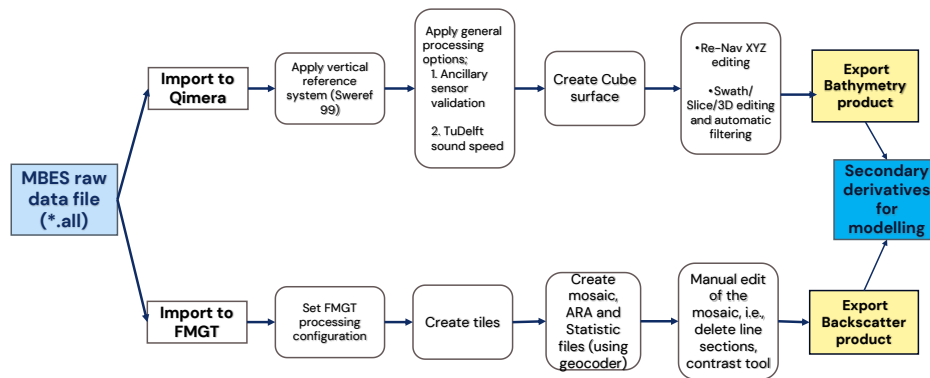 MBES raw
data file
(*.all)
Import to
Qimera
Apply vertical
reference
system (Sweref
99)
Apply general
processing
options;
1. Ancillary
sensor
validation
2. TuDelft
sound speed
Create Cube
surface
•Re-Nav XYZ
editing
•Swath/
Slice/3D editing
and automatic
filtering
Export
Bathymetry
product
Secondary
derivatives
for
modelling
Import to
FMGT
Set FMGT
processing
configuration
Create tiles
Create
mosaic,
ARA and
Statistic
files (using
geocoder)
Manual edit
of the
mosaic, i.e.,
delete line
sections,
contrast tool
Export
Backscatter
product